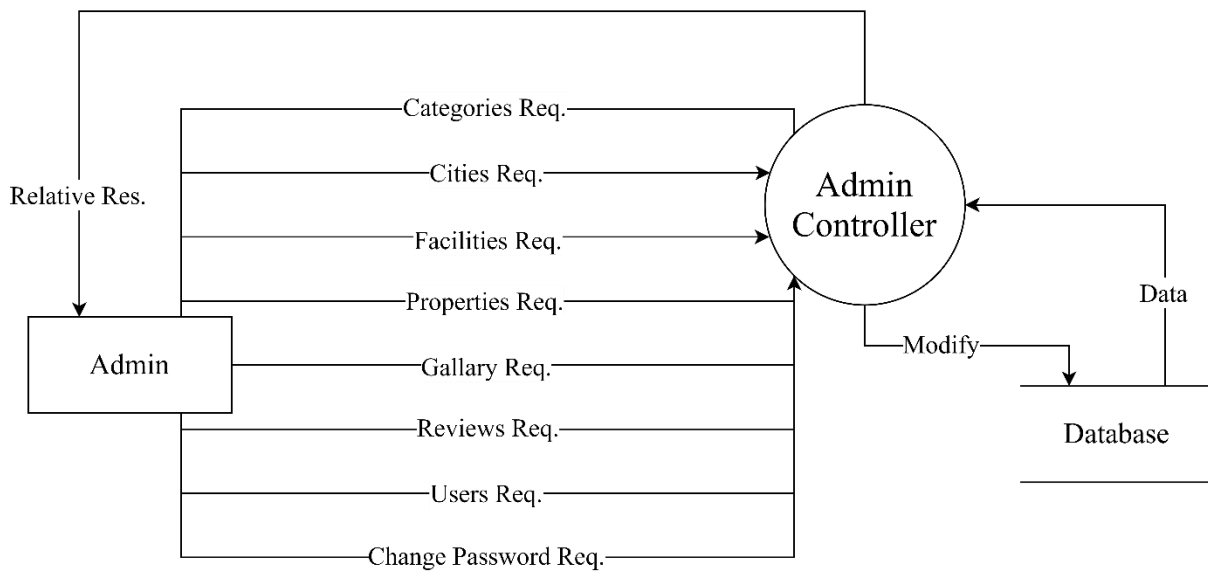 Categories Req.
Cities Req.
Admin
Controller
Relative Res.
Facilities Req.
Properties Req.
Data
Admin
Gallary Req.
Modify
Reviews Req.
Database
Users Req.
Change Password Req.